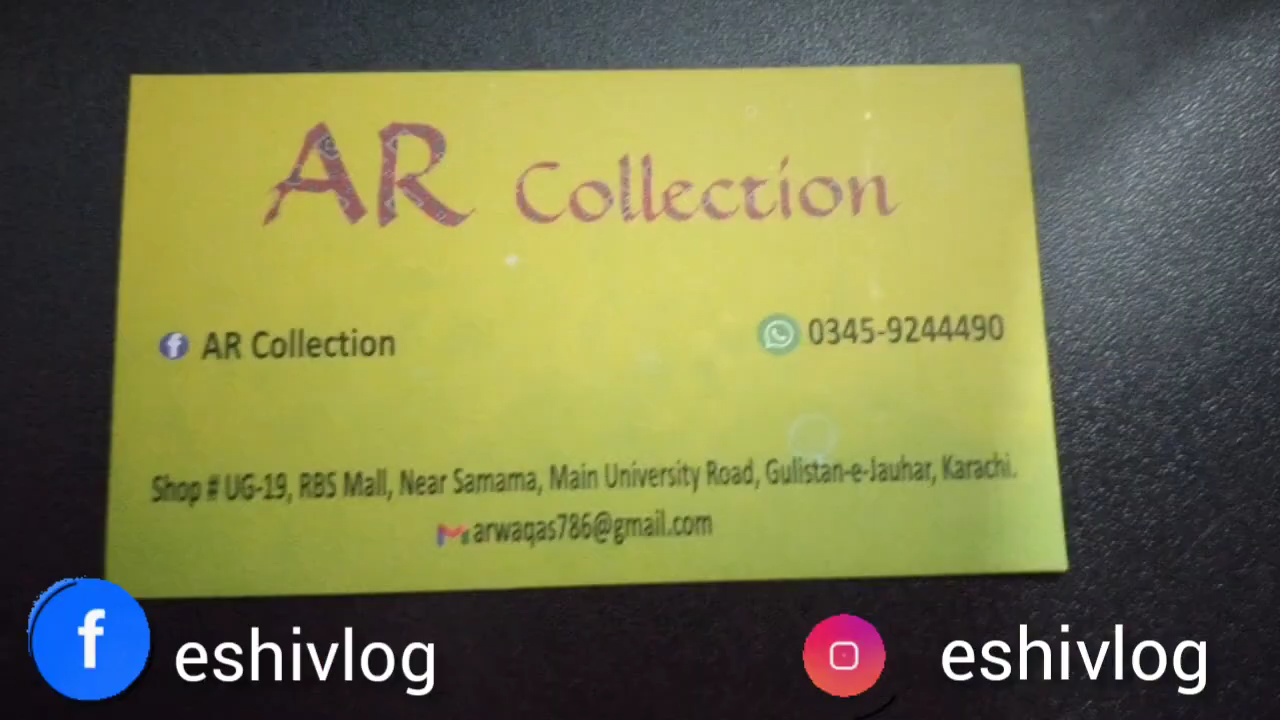 AR Collection
AR Collection
0345-9244490
Shop # UG-19, RBS Mall, Near Samama, Main University Road, Gulistan-e-Jauhar, Karachi.
arwaqas786@gmail.com
eshivlog
eshivlog